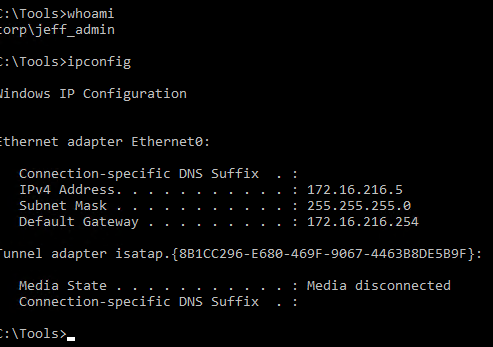 C:\Tools>whoami
corp\jeff_admin
C:\Tools>ipconfig
Windows IP Configuration
Ethernet adapter Ethernet0:
Connection-specific DNS Suffix  . :
IPv4 Address. . . . . . . . . . . : 172.16.216.5
Subnet Mask . . . . . . . . . . . : 255.255.255.0
Default Gateway . . . . . . . . . : 172.16.216.254
Tunnel adapter isatap.{8B1CC296-E680-469F-9067-4463B8DE5B9F}:
Media State . . . . . . . . . . . : Media disconnected
Connection-specific DNS Suffix  . :
C:\Tools>